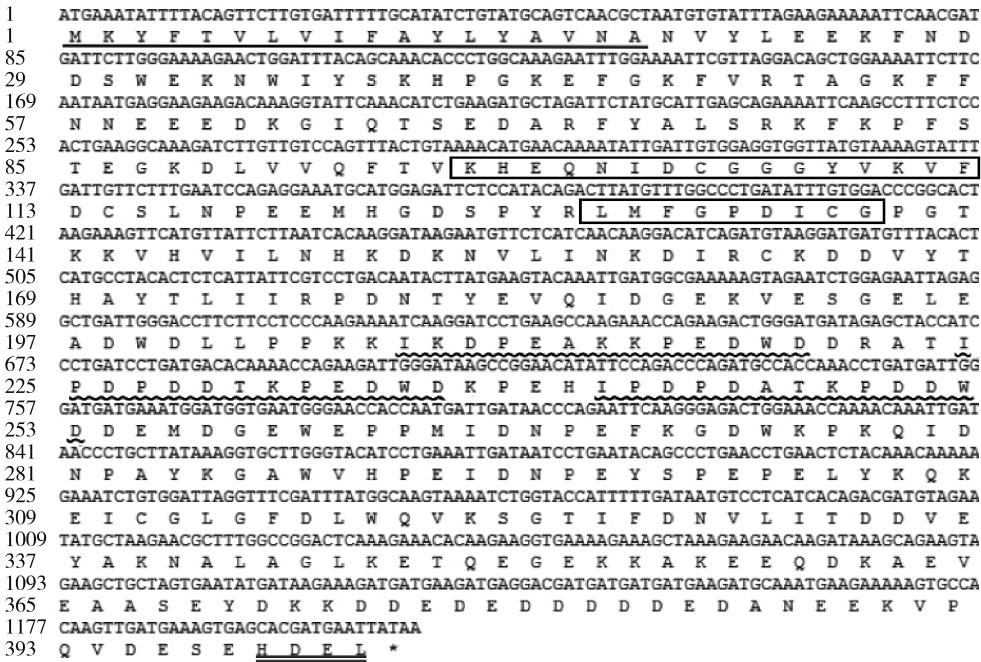 1 ATGAAATATTTTACAGTTCTTGTGATTTTTGCATATCTGTATGCAGTCAACGCTAATGTGTATTTAGAAGAAAAATTCAACGAT
1 M K Y F T V L V I F A Y L Y A V N A N V Y L E E K F N D
85 GATTCTTGGGAAAAGAACTGGATTTACAGCAAACACCCTGGCAAAGAATTTGGAAAATTCGTTAGGACAGCTGGAAAATTCTTC
29 D S W E K N W I Y S K H P G K E F G K F V R T A G K F F
169 AATAATGAGGAAGAAGACAAAGGTATTCAAACATCTGAAGATGCTAGATTCTATGCATTGAGCAGAAAATTCAAGCCTTTCTCC
57 N N E E E D K G I Q T S E D A R F Y A L S R K F K P F S
253 ACTGAAGGCAAAGATCTTGTTGTCCAGTTTACTGTAAAACATGAACAAAATATTGATTGTGGAGGTGGTTATGTAAAAGTATTT
85 T E G K D L V V Q F T V K H E Q N I D C G G G Y V K V F
337 GATTGTTCTTTGAATCCAGAGGAAATGCATGGAGATTCTCCATACAGACTTATGTTTGGCCCTGATATTTGTGGACCCGGCACT
113 D C S L N P E E M H G D S P Y R L M F G P D I C G P G T
421 AAGAAAGTTCATGTTATTCTTAATCACAAGGATAAGAATGTTCTCATCAACAAGGACATCAGATGTAAGGATGATGTTTACACT
141 K K V H V I L N H K D K N V L I N K D I R C K D D V Y T
505 CATGCCTACACTCTCATTATTCGTCCTGACAATACTTATGAAGTACAAATTGATGGCGAAAAAGTAGAATCTGGAGAATTAGAG
169 H A Y T L I I R P D N T Y E V Q I D G E K V E S G E L E
589 GCTGATTGGGACCTTCTTCCTCCCAAGAAAATCAAGGATCCTGAAGCCAAGAAACCAGAAGACTGGGATGATAGAGCTACCATC
197 A D W D L L P P K K I K D P E A K K P E D W D D R A T I
673 CCTGATCCTGATGACACAAAACCAGAAGATTGGGATAAGCCGGAACATATTCCAGACCCAGATGCCACCAAACCTGATGATTGG
225 P D P D D T K P E D W D K P E H I P D P D A T K P D D W
757 GATGATGAAATGGATGGTGAATGGGAACCACCAATGATTGATAACCCAGAATTCAAGGGAGACTGGAAACCAAAACAAATTGAT
253 D D E M D G E W E P P M I D N P E F K G D W K P K Q I D
841 AACCCTGCTTATAAAGGTGCTTGGGTACATCCTGAAATTGATAATCCTGAATACAGCCCTGAACCTGAACTCTACAAACAAAAA
281 N P A Y K G A W V H P E I D N P E Y S P E P E L Y K Q K
925 GAAATCTGTGGATTAGGTTTCGATTTATGGCAAGTAAAATCTGGTACCATTTTTGATAATGTCCTCATCACAGACGATGTAGAA
309 E I C G L G F D L W Q V K S G T I F D N V L I T D D V E
1009 TATGCTAAGAACGCTTTGGCCGGACTCAAAGAAACACAAGAAGGTGAAAAGAAAGCTAAAGAAGAACAAGATAAAGCAGAAGTA
337 Y A K N A L A G L K E T Q E G E K K A K E E Q D K A E V
1093 GAAGCTGCTAGTGAATATGATAAGAAAGATGATGAAGATGAGGACGATGATGATGATGAAGATGCAAATGAAGAAAAAGTGCCA
365 E A A S E Y D K K D D E D E D D D D D E D A N E E K V P
1177 CAAGTTGATGAAAGTGAGCACGATGAATTATAA
393 Q V D E S E H D E L *